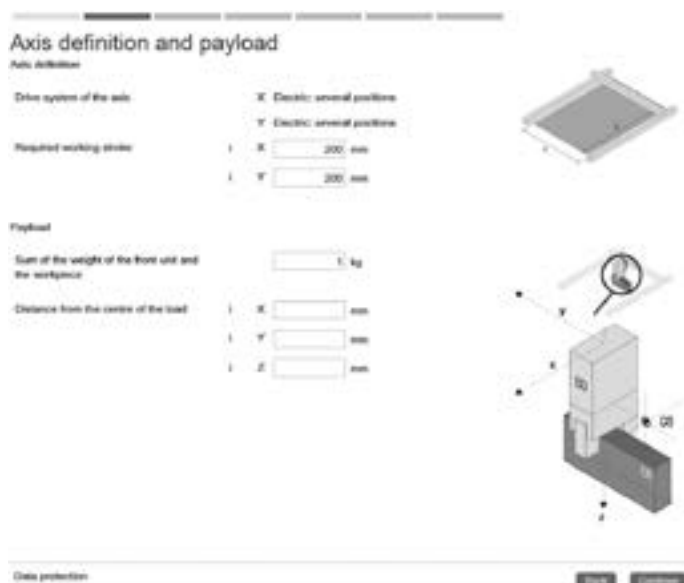 Axis definition and payload
Axis definition
Drive system of the axis
X Electric: several positions
Y Electric: several positions
Required working stroke
i X 200 mm
i Y 200 mm
Payload
Sum of the weight of the front unit and
the workpiece
kg
Distance from the centre of the load
i X mm
i Y mm
i Z mm
y
x
z
Data protection